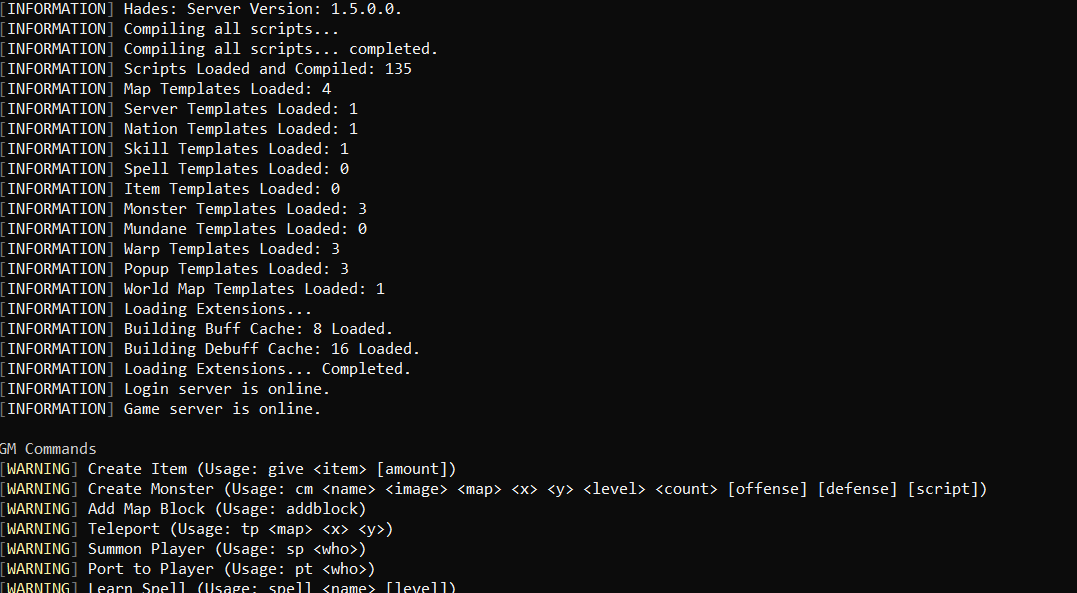 [INFORMATION] Hades: Server Version: 1.5.0.0.
[INFORMATION] Compiling all scripts...
[INFORMATION] Compiling all scripts... completed.
[INFORMATION] Scripts Loaded and Compiled: 135
[INFORMATION] Map Templates Loaded: 4
[INFORMATION] Server Templates Loaded: 1
[INFORMATION] Nation Templates Loaded: 1
[INFORMATION] Skill Templates Loaded: 1
[INFORMATION] Spell Templates Loaded: 0
[INFORMATION] Item Templates Loaded: 0
[INFORMATION] Monster Templates Loaded: 3
[INFORMATION] Mundane Templates Loaded: 0
[INFORMATION] Warp Templates Loaded: 3
[INFORMATION] Popup Templates Loaded: 3
[INFORMATION] World Map Templates Loaded: 1
[INFORMATION] Loading Extensions...
[INFORMATION] Building Buff Cache: 8 Loaded.
[INFORMATION] Building Debuff Cache: 16 Loaded.
[INFORMATION] Loading Extensions... Completed.
[INFORMATION] Login server is online.
[INFORMATION] Game server is online.
GM Commands
[WARNING] Create Item (Usage: give <item> [amount])
[WARNING] Create Monster (Usage: cm <name> <image> <map> <x> <y> <level> <count> [offense] [defense] [script])
[WARNING] Add Map Block (Usage: addblock)
[WARNING] Teleport (Usage: tp <map> <x> <y>)
[WARNING] Summon Player (Usage: sp <who>)
[WARNING] Port to Player (Usage: pt <who>)
[WARNING] Learn Spell (Usage: spell <name> [level])